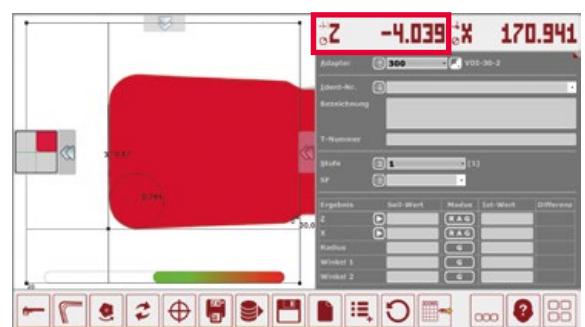 Z -4.039 X 170.941
Adapter 300 VDI-30-2
Ident-Nr.
Bezeichnung
T-Nummer
Stufe 1 [1]
SP
Ergebnis Soll-Wert Modus Ist-Wert Differenz
Z R A G
X R A G
Radius G
Winkel 1 G
Winkel 2 G